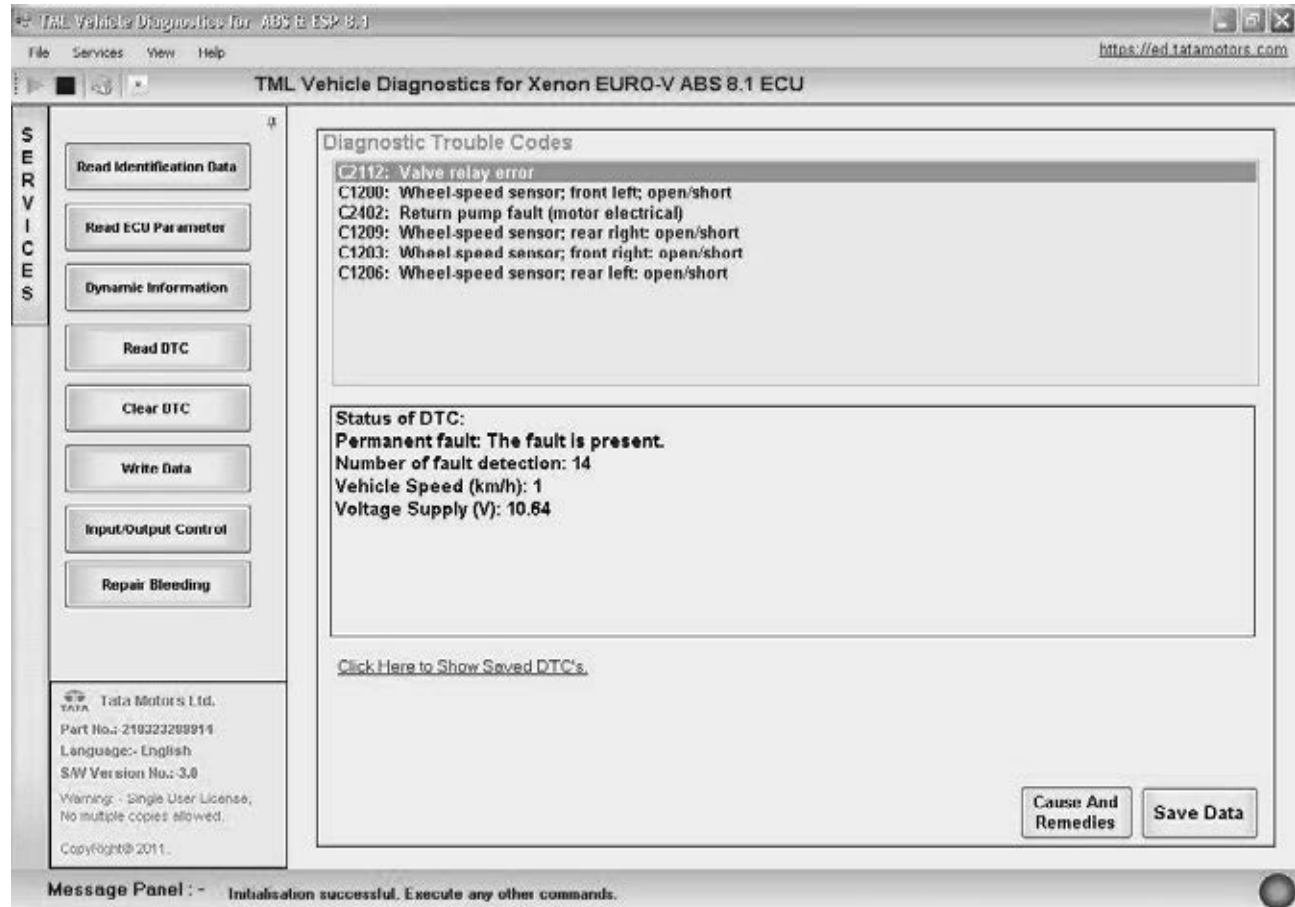 TML Vehicle Diagnostics for ABS & ESP 8.1
File Services View Help
https://ed.tatamotors.com
TML Vehicle Diagnostics for Xenon EURO-V ABS 8.1 ECU
SERVICES
Read Identification Data
Read ECU Parameter
Dynamic Information
Read DTC
Clear DTC
Write Data
Input/Output Control
Repair Bleeding
Tata Motors Ltd.
TATA
Part No.:
Language:- English
S/W Version No.:-3.0
Warning: - Single User License,
No multiple copies allowed.
CopyRight@ 2011.
Diagnostic Trouble Codes
C2112: Valve relay error
C1200: Wheel-speed sensor; front left; open/short
C2402: Return pump fault (motor electrical)
C1209: Wheel-speed sensor; rear right: open/short
C1203: Wheel-speed sensor; front right: open/short
C1206: Wheel-speed sensor; rear left: open/short
Status of DTC:
Permanent fault: The fault is present.
Number of fault detection: 14
Vehicle Speed (km/h): 1
Voltage Supply (V): 10.64
Click Here to Show Saved DTC's.
Cause And
Remedies
Save Data
Message Panel : - Initialisation successful. Execute any other commands.